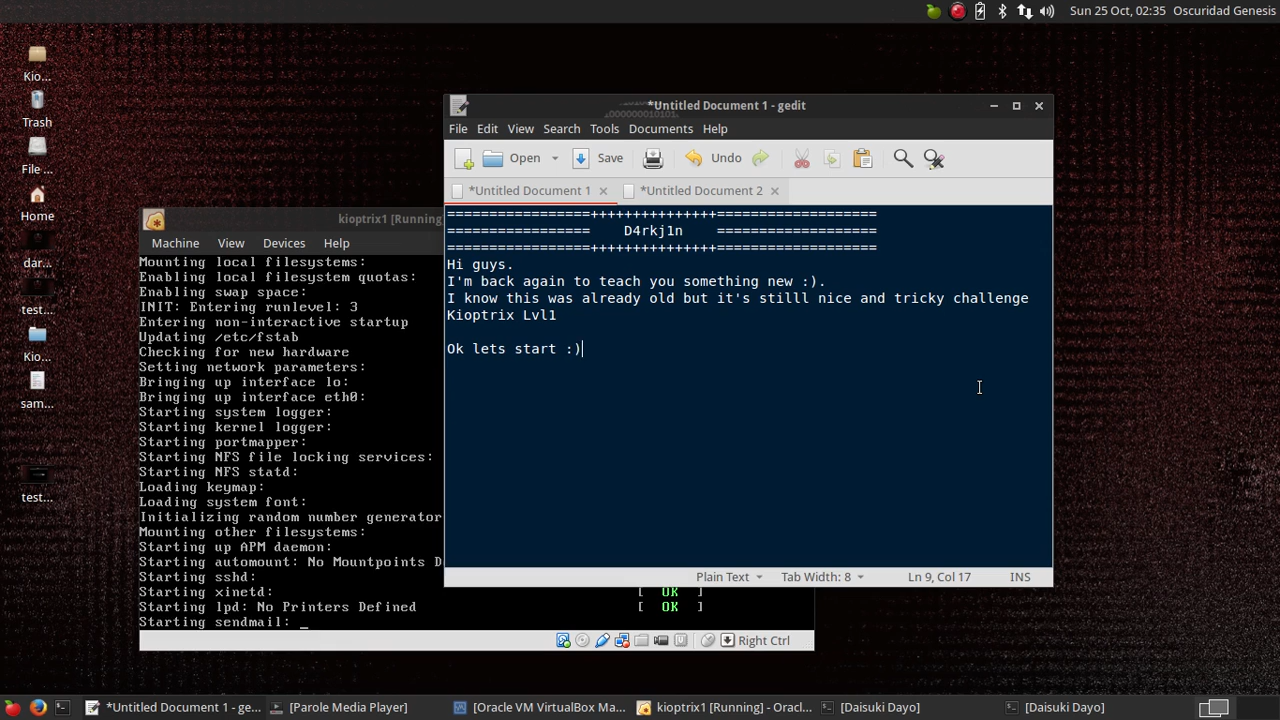 Sun 25 Oct, 02:35 Oscuridad Genesis
Kio...
Trash
File ...
Home
dar...
test...
Kio...
sam...
test...
*Untitled Document 1 - gedit
File Edit View Search Tools Documents Help
Open Save Undo
*Untitled Document 1 *Untitled Document 2
=================+++++++++++++++===================
================= D4rkj1n ===================
=================+++++++++++++++===================
Hi guys.
I'm back again to teach you something new :).
I know this was already old but it's stilll nice and tricky challenge
Kioptrix Lvl1
Ok lets start :)
Plain Text Tab Width: 8 Ln 9, Col 17 INS
kioptrix1 [Running
Machine View Devices Help
Mounting local filesystems:
Enabling local filesystem quotas:
Enabling swap space:
INIT: Entering runlevel: 3
Entering non-interactive startup
Updating /etc/fstab
Checking for new hardware
Setting network parameters:
Bringing up interface lo:
Bringing up interface eth0:
Starting system logger:
Starting kernel logger:
Starting portmapper:
Starting NFS file locking services:
Starting NFS statd:
Loading keymap:
Loading system font:
Initializing random number generator
Mounting other filesystems:
Starting up APM daemon:
Starting automount: No Mountpoints D
Starting sshd:
Starting xinetd: [ OK ]
Starting lpd: No Printers Defined [ OK ]
Starting sendmail: _
Right Ctrl
*Untitled Document 1 - ge... [Parole Media Player] [Oracle VM VirtualBox Ma... kioptrix1 [Running] - Oracl... [Daisuki Dayo] [Daisuki Dayo]